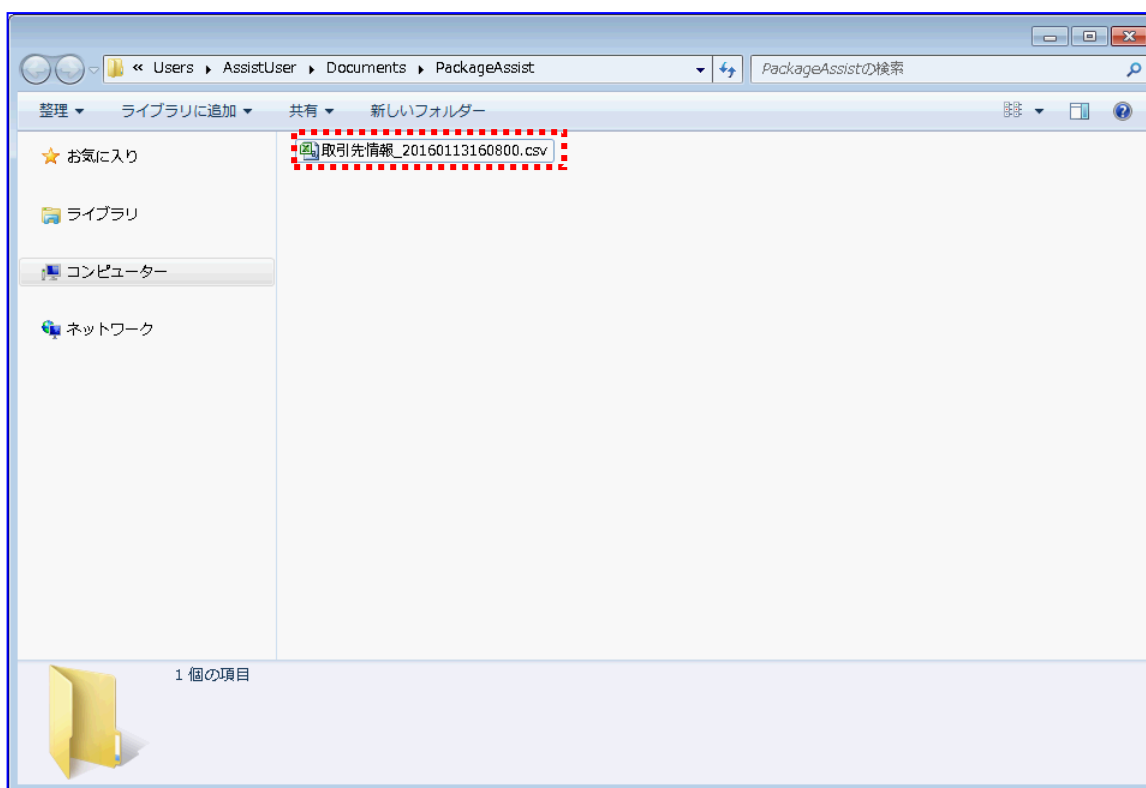 « Users ▸ AssistUser ▸ Documents ▸ PackageAssist
PackageAssistの検索
整理 ▼ ライブラリに追加 ▼ 共有 ▼ 新しいフォルダー
お気に入り
取引先情報_20160113160800.csv
ライブラリ
コンピューター
ネットワーク
1 個の項目